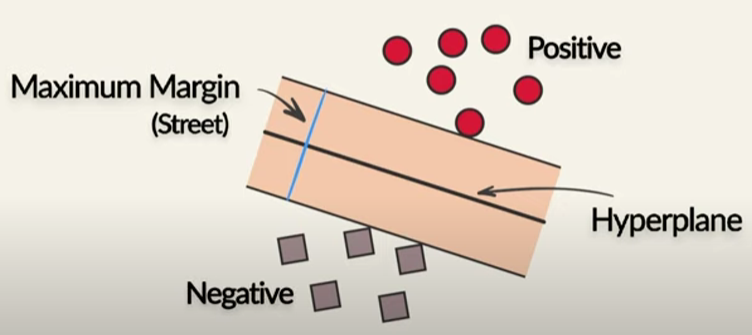 Positive
Maximum Margin
(Street)
Hyperplane
Negative